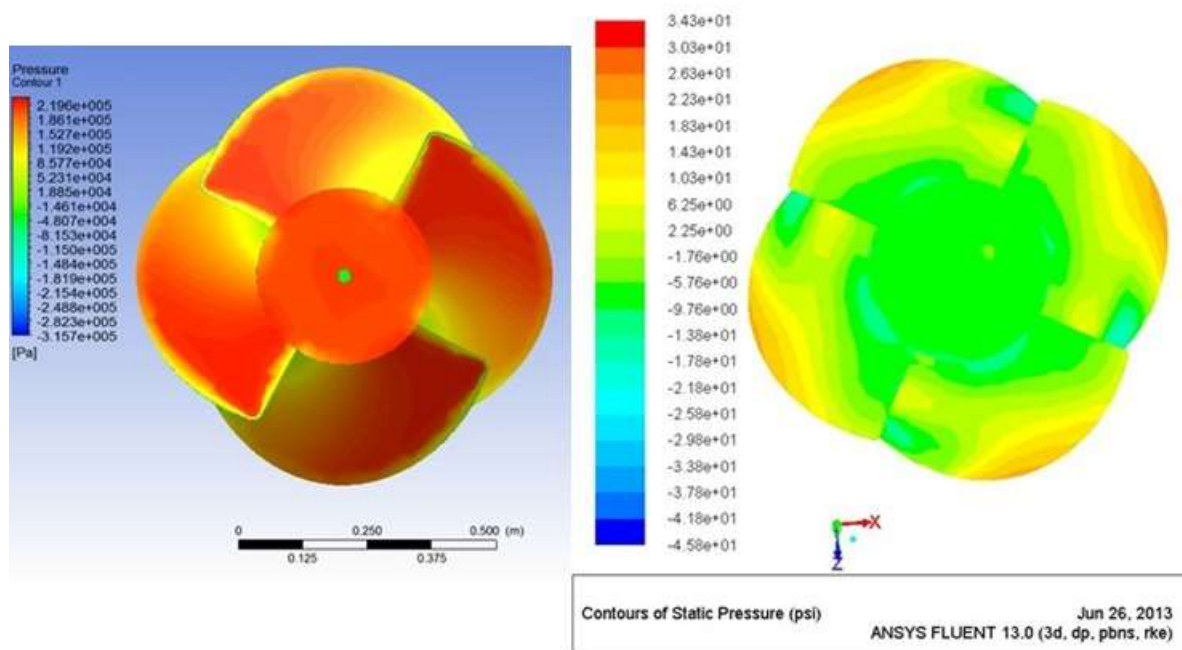 Pressure
Contour 1
2.196e+005
1.861e+005
1.527e+005
1.192e+005
8.577e+004
5.231e+004
1.885e+004
-1.461e+004
-4.807e+004
-8.153e+004
-1.150e+005
-1.484e+005
-1.819e+005
-2.154e+005
-2.488e+005
-2.823e+005
-3.157e+005
[Pa]
0 0.250 0.500 (m)
0.125 0.375
3.43e+01
3.03e+01
2.63e+01
2.23e+01
1.83e+01
1.43e+01
1.03e+01
6.25e+00
2.25e+00
-1.76e+00
-5.76e+00
-9.76e+00
-1.38e+01
-1.78e+01
-2.18e+01
-2.58e+01
-2.98e+01
-3.38e+01
-3.78e+01
-4.18e+01
-4.58e+01
X
Z
Contours of Static Pressure (psi) Jun 26, 2013
ANSYS FLUENT 13.0 (3d, dp, pbns, rke)